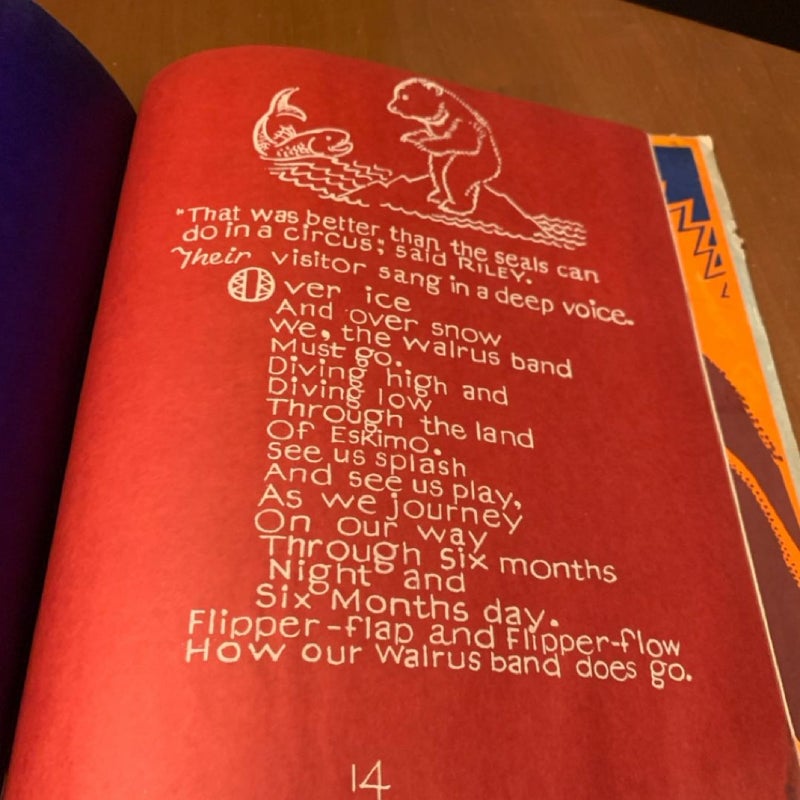 "That was better than the seals can
do in a circus", said RILEY.
Their visitor sang in a deep voice.
Over ice
And over snow
We, the walrus band
Must go.
Diving high and
Diving low
Through the land
Of Eskimo.
See us splash
And see us play,
As we journey
On our way
Through six months
Night and
Six Months day.
Flipper-flap and Flipper-flow
How our walrus band does go.
14